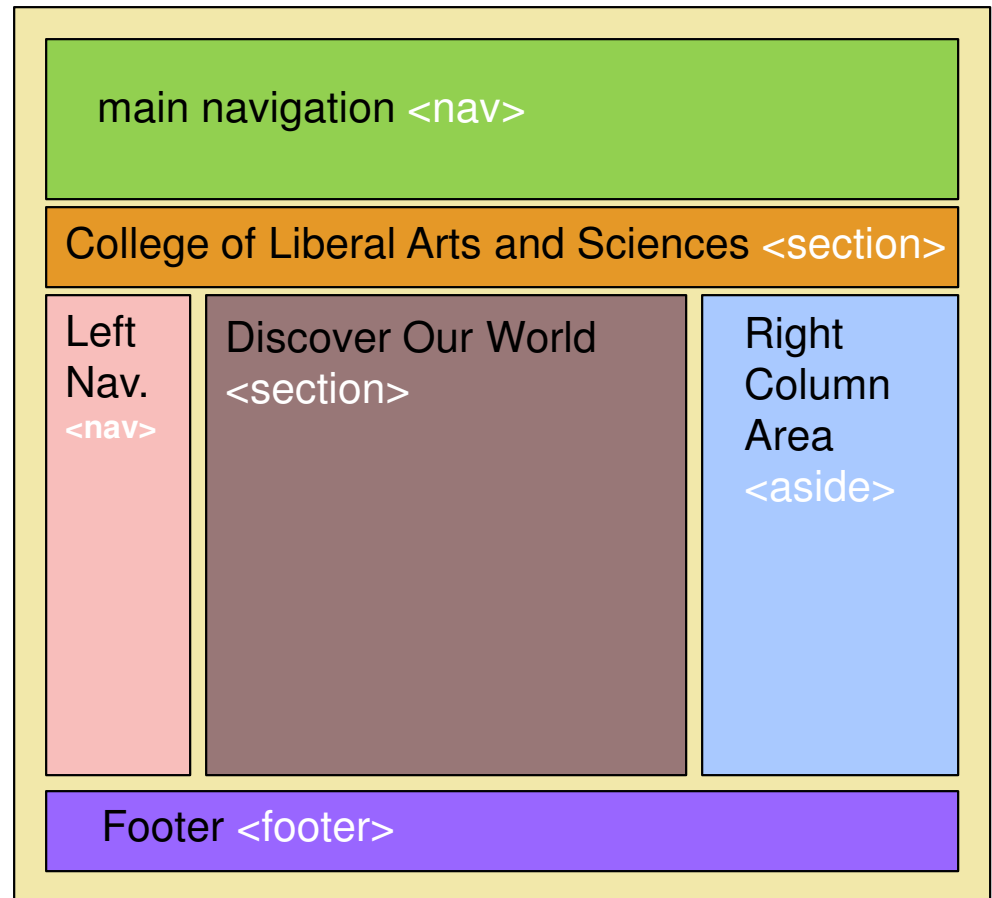 main navigation <nav>
College of Liberal Arts and Sciences <section>
Left
Nav.
<nav>
Discover Our World
<section>
Right
Column
Area
<aside>
Footer <footer>